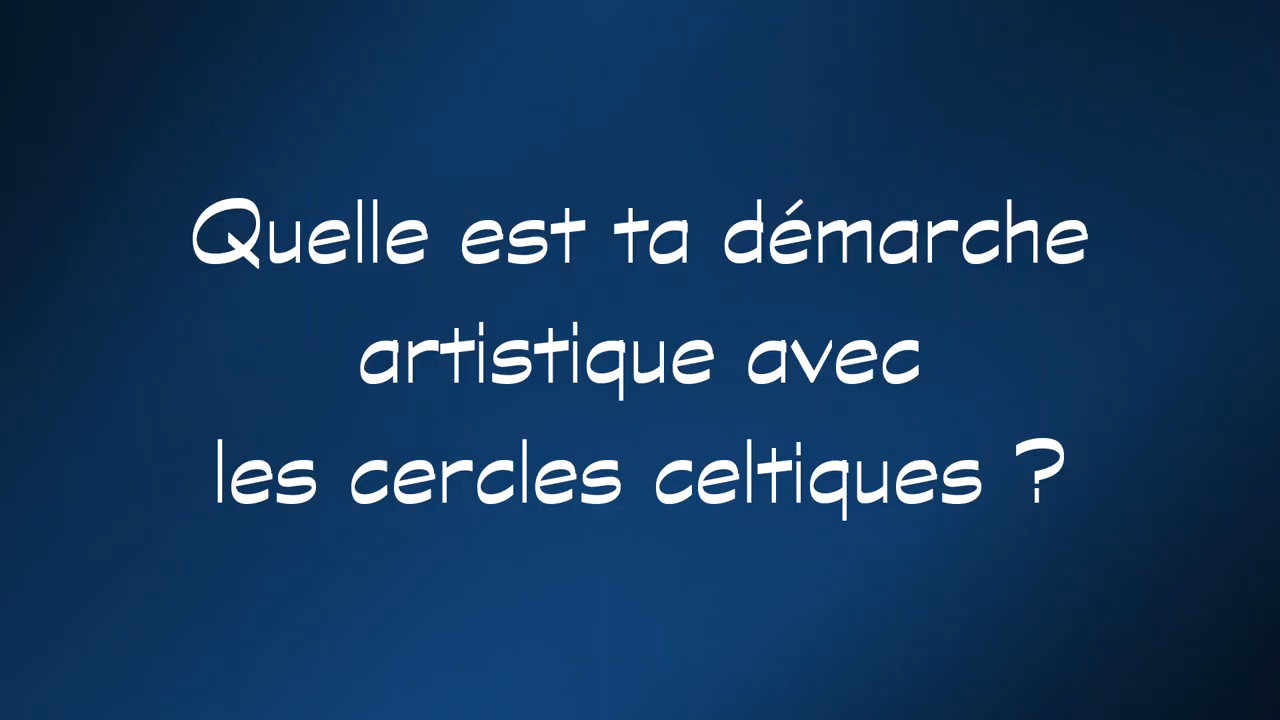 Quelle est ta démarche
artistique avec
les cercles celtiques ?